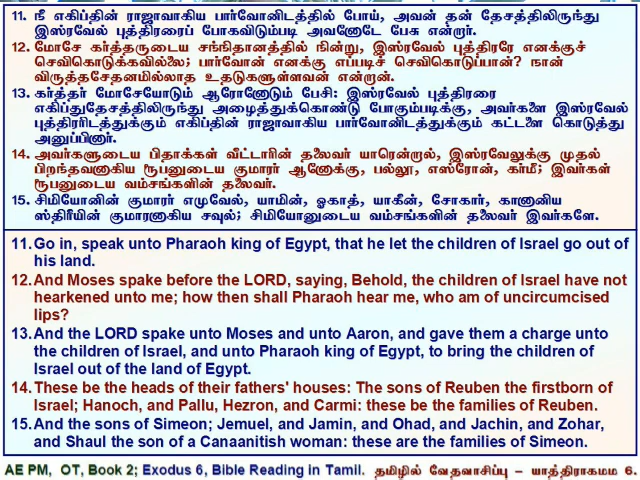 11. நீ எகிப்தின் ராஜாவாகிய பார்வோனிடத்தில் போய், அவன் தன் தேசத்திலிருந்து
இஸ்ரவேல் புத்திரரைப் போகவிடும்படி அவனோடே பேசு என்றார்.
12. மோசே கர்த்தருடைய சந்நிதானத்தில் நின்று, இஸ்ரவேல் புத்திரரே எனக்குச்
செவிகொடுக்கவில்லை; பார்வோன் எனக்கு எப்படிச் செவிகொடுப்பான்? நான்
விருத்தசேதனமில்லாத உதடுகளுள்ளவன் என்றான்.
13. கர்த்தர் மோசேயோடும் ஆரோனோடும் பேசி: இஸ்ரவேல் புத்திரரை
எகிப்துதேசத்திலிருந்து அழைத்துக்கொண்டு போகும்படிக்கு, அவர்களை இஸ்ரவேல்
புத்திரரிடத்துக்கும் எகிப்தின் ராஜாவாகிய பார்வோனிடத்துக்கும் கட்டளை கொடுத்து
அனுப்பினார்.
14. அவர்களுடைய பிதாக்கள் வீட்டாரின் தலைவர் யாரென்றால், இஸ்ரவேலுக்கு முதல்
பிறந்தவனாகிய ரூபனுடைய குமாரர் ஆனோக்கு, பல்லூ, எஸ்ரோன், கர்மீ; இவர்கள்
ரூபனுடைய வம்சங்களின் தலைவர்.
15. சிமியோனின் குமாரர் எமுவேல், யாமின், ஓகாத், யாகீன், சோகார், கானானிய
ஸ்திரீயின் குமாரனாகிய சவுல்; சிமியோனுடைய வம்சங்களின் தலைவர் இவர்களே.
11. Go in, speak unto Pharaoh king of Egypt, that he let the children of Israel go out of
his land.
12. And Moses spake before the LORD, saying, Behold, the children of Israel have not
hearkened unto me; how then shall Pharaoh hear me, who am of uncircumcised
lips?
13. And the LORD spake unto Moses and unto Aaron, and gave them a charge unto
the children of Israel, and unto Pharaoh king of Egypt, to bring the children of
Israel out of the land of Egypt.
14. These be the heads of their fathers' houses: The sons of Reuben the firstborn of
Israel; Hanoch, and Pallu, Hezron, and Carmi: these be the families of Reuben.
15. And the sons of Simeon; Jemuel, and Jamin, and Ohad, and Jachin, and Zohar,
and Shaul the son of a Canaanitish woman: these are the families of Simeon.
AE PM, OT, Book 2; Exodus 6, Bible Reading in Tamil. தமிழில் வேதவாசிப்பு – யாத்திராகமம 6.